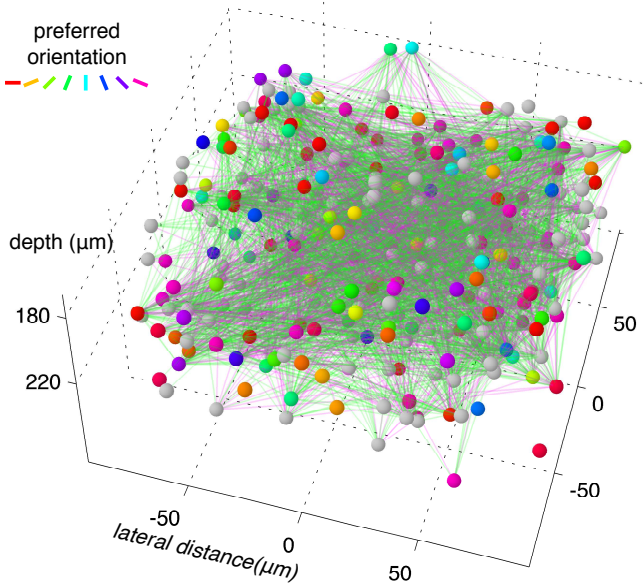 preferred
orientation
depth (μm)
180
220
50
0
-50
-50
0
50
lateral distance(μm)